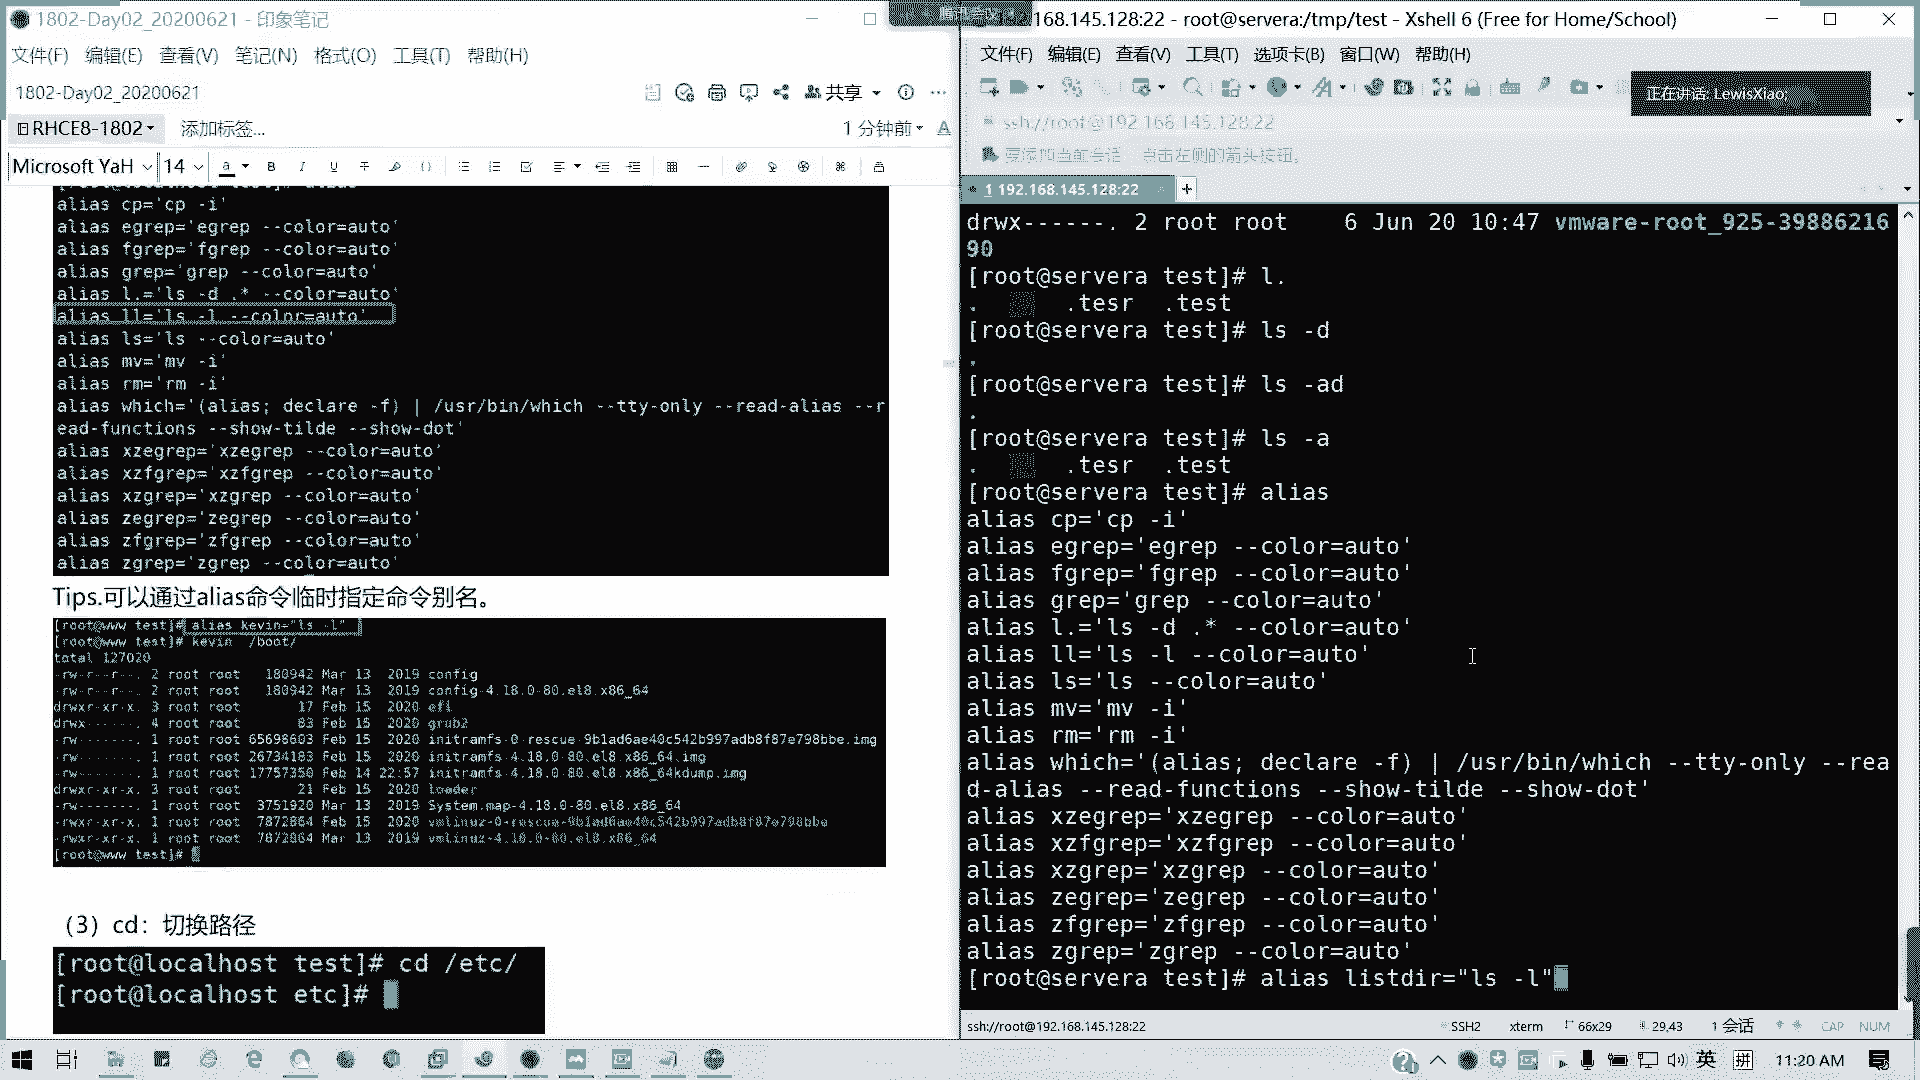 1802-Day02_20200621 - 印象笔记
文件(F) 编辑(E) 查看(V) 笔记(N) 格式(O) 工具(T) 帮助(H)
1802-Day02_20200621
共享
RHCE8-1802
添加标签...
1 分钟前
Microsoft YaH 14
alias cp='cp -i'
alias egrep='egrep --color=auto'
alias fgrep='fgrep --color=auto'
alias grep='grep --color=auto'
alias l.='ls -d .* --color=auto'
alias ll='ls -l --color=auto'
alias ls='ls --color=auto'
alias mv='mv -i'
alias rm='rm -i'
alias which='(alias; declare -f) | /usr/bin/which --tty-only --read-alias --r
ead-functions --show-tilde --show-dot'
alias xzegrep='xzegrep --color=auto'
alias xzfgrep='xzfgrep --color=auto'
alias xzgrep='xzgrep --color=auto'
alias zegrep='zegrep --color=auto'
alias zfgrep='zfgrep --color=auto'
alias zgrep='zgrep --color=auto'
Tips.可以通过alias命令临时指定命令别名。
[root@www test]# alias kevin="ls -l"
[root@www test]# kevin /boot/
total 127020
-rw-r--r--. 2 root root 180942 Mar 13 2019 config
-rw-r--r--. 2 root root 180942 Mar 13 2019 config-4.18.0-80.el8.x86_64
drwxr-xr-x. 3 root root 17 Feb 15 2020 efi
drwx------. 4 root root 83 Feb 15 2020 grub2
-rw-------. 1 root root 65698603 Feb 15 2020 initramfs-0-rescue-9b1ad6ae40c542b997adb8f87e798bbe.img
-rw-------. 1 root root 26734183 Feb 15 2020 initramfs-4.18.0-80.el8.x86_64.img
-rw-------. 1 root root 17757350 Feb 14 22:57 initramfs-4.18.0-80.el8.x86_64kdump.img
drwxr-xr-x. 3 root root 21 Feb 15 2020 loader
-rw-------. 1 root root 3751920 Mar 13 2019 System.map-4.18.0-80.el8.x86_64
-rwxr-xr-x. 1 root root 7872864 Feb 15 2020 vmlinuz-0-rescue-9b1ad6ae40c542b997adb8f87e798bbe
-rwxr-xr-x. 1 root root 7872864 Mar 13 2019 vmlinuz-4.18.0-80.el8.x86_64
[root@www test]#
（3）cd：切换路径
[root@localhost test]# cd /etc/
[root@localhost etc]#
192.168.145.128:22 - root@servera:/tmp/test - Xshell 6 (Free for Home/School)
文件(F) 编辑(E) 查看(V) 工具(T) 选项卡(B) 窗口(W) 帮助(H)
正在讲话: LewisXiao;
ssh://root@192.168.145.128:22
要添加当前会话，点击左侧的箭头按钮。
1 192.168.145.128:22
drwx------. 2 root root 6 Jun 20 10:47 vmware-root_925-39886216
90
[root@servera test]# l.
. .tesr .test
[root@servera test]# ls -d
.
[root@servera test]# ls -ad
.
[root@servera test]# ls -a
. .tesr .test
[root@servera test]# alias
alias cp='cp -i'
alias egrep='egrep --color=auto'
alias fgrep='fgrep --color=auto'
alias grep='grep --color=auto'
alias l.='ls -d .* --color=auto'
alias ll='ls -l --color=auto'
alias ls='ls --color=auto'
alias mv='mv -i'
alias rm='rm -i'
alias which='(alias; declare -f) | /usr/bin/which --tty-only --rea
d-alias --read-functions --show-tilde --show-dot'
alias xzegrep='xzegrep --color=auto'
alias xzfgrep='xzfgrep --color=auto'
alias xzgrep='xzgrep --color=auto'
alias zegrep='zegrep --color=auto'
alias zfgrep='zfgrep --color=auto'
alias zgrep='zgrep --color=auto'
[root@servera test]# alias listdir="ls -l"
ssh://root@192.168.145.128:22 SSH2 xterm 66x29 29,43 1 会话 CAP NUM
英 拼 11:20 AM